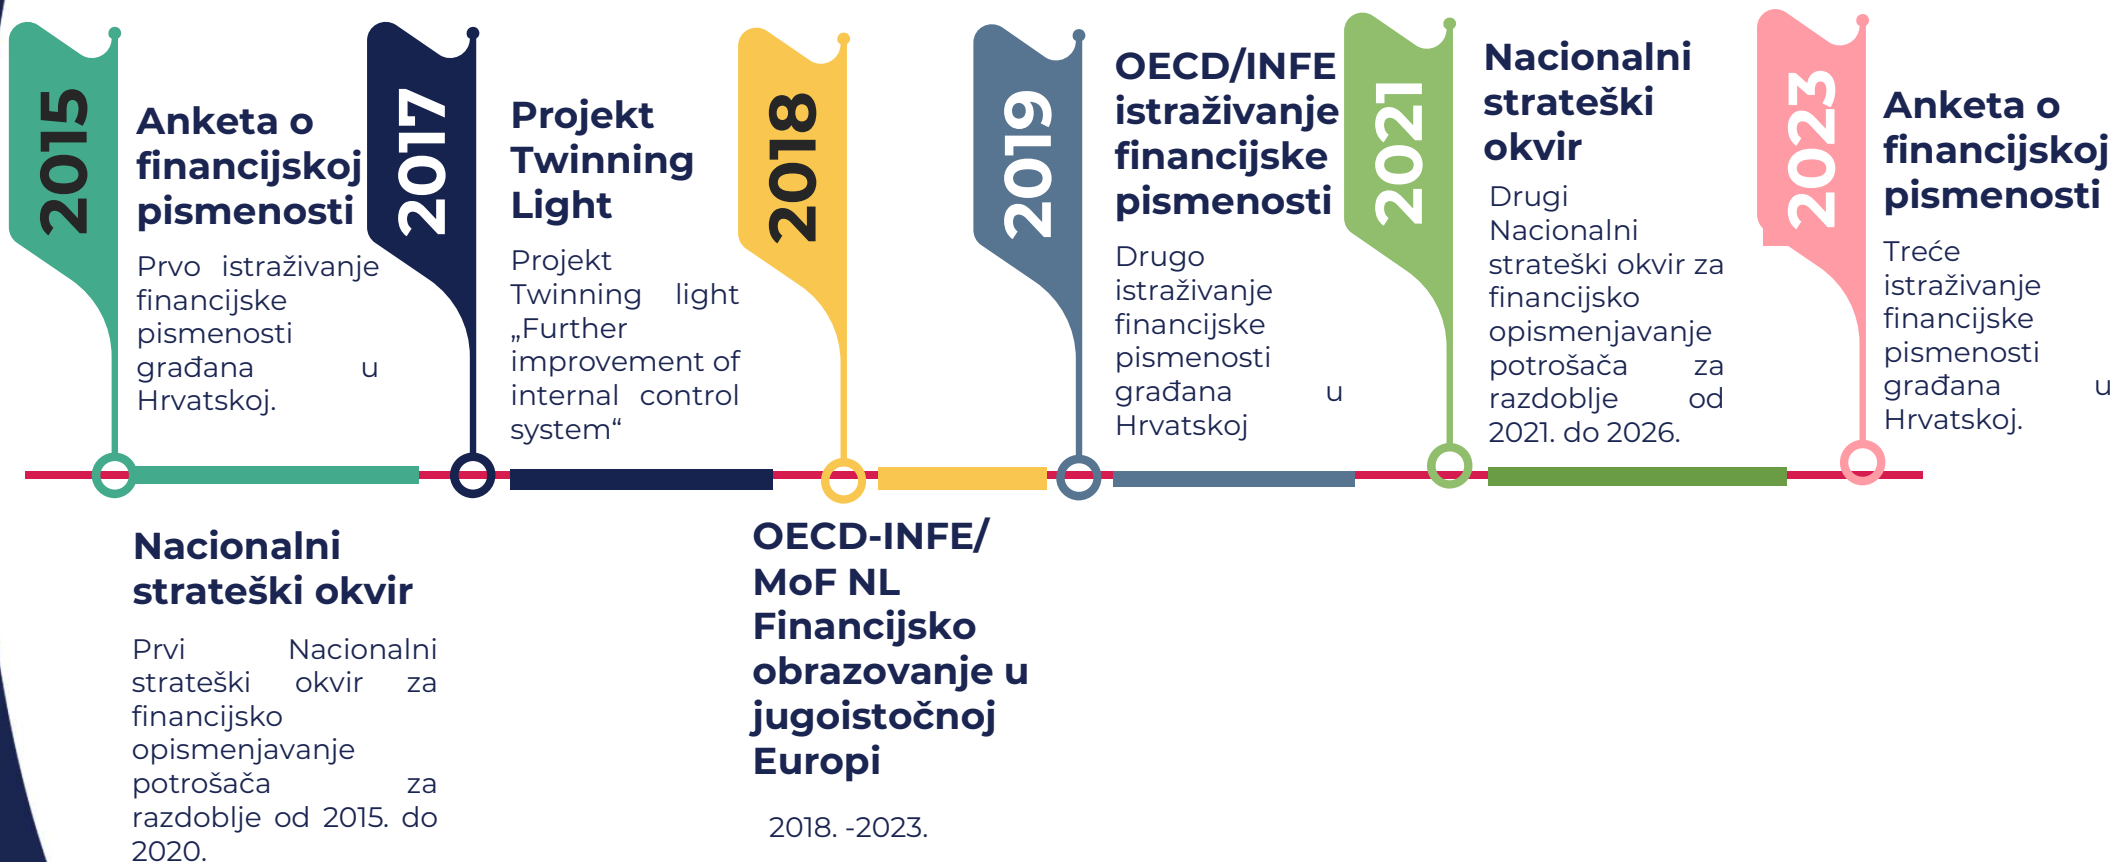 2015
Anketa o
financijskoj
pismenosti
Prvo istraživanje
financijske
pismenosti
građana u
Hrvatskoj.
Nacionalni
strateški okvir
Prvi Nacionalni
strateški okvir za
financijsko
opismenjavanje
potrošača za
razdoblje od 2015. do
2020.
2017
Projekt
Twinning
Light
Projekt
Twinning light
„Further
improvement of
internal control
system“
2018
OECD-INFE/
MoF NL
Financijsko
obrazovanje u
jugoistočnoj
Europi
2018. -2023.
2019
OECD/INFE
istraživanje
financijske
pismenosti
Drugo
istraživanje
financijske
pismenosti
građana u
Hrvatskoj
2021
Nacionalni
strateški
okvir
Drugi
Nacionalni
strateški okvir za
financijsko
opismenjavanje
potrošača za
razdoblje od
2021. do 2026.
2023
Anketa o
financijskoj
pismenosti
Treće
istraživanje
financijske
pismenosti
građana u
Hrvatskoj.